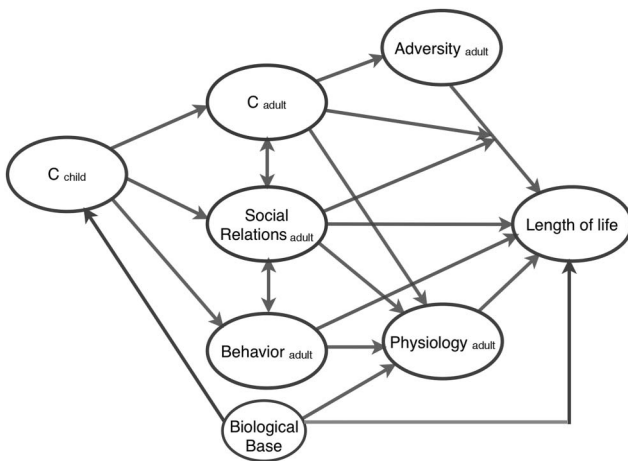 Adversity adult
C adult
C child
Social
Relations adult
Length of life
Behavior adult
Physiology adult
Biological
Base